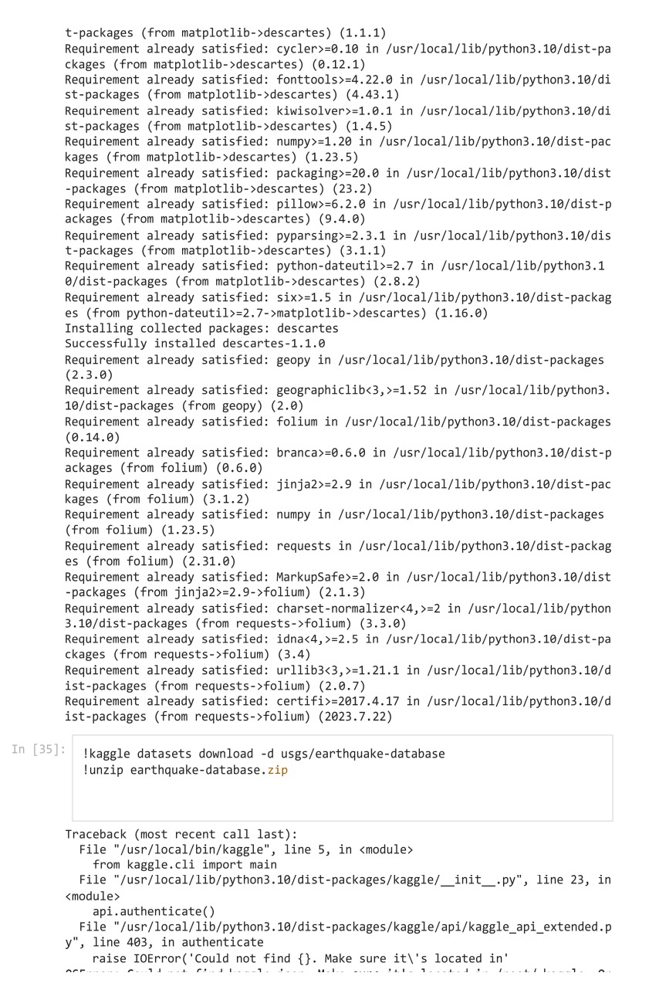 t-packages (from matplotlib->descartes) (1.1.1)
Requirement already satisfied: cycler>=0.10 in /usr/local/lib/python3.10/dist-pa
ckages (from matplotlib->descartes) (0.12.1)
Requirement already satisfied: fonttools>=4.22.0 in /usr/local/lib/python3.10/di
st-packages (from matplotlib->descartes) (4.43.1)
Requirement already satisfied: kiwisolver>=1.0.1 in /usr/local/lib/python3.10/di
st-packages (from matplotlib->descartes) (1.4.5)
Requirement already satisfied: numpy>=1.20 in /usr/local/lib/python3.10/dist-pac
kages (from matplotlib->descartes) (1.23.5)
Requirement already satisfied: packaging>=20.0 in /usr/local/lib/python3.10/dist
-packages (from matplotlib->descartes) (23.2)
Requirement already satisfied: pillow>=6.2.0 in /usr/local/lib/python3.10/dist-p
ackages (from matplotlib->descartes) (9.4.0)
Requirement already satisfied: pyparsing>=2.3.1 in /usr/local/lib/python3.10/dis
t-packages (from matplotlib->descartes) (3.1.1)
Requirement already satisfied: python-dateutil>=2.7 in /usr/local/lib/python3.1
0/dist-packages (from matplotlib->descartes) (2.8.2)
Requirement already satisfied: six>=1.5 in /usr/local/lib/python3.10/dist-packag
es (from python-dateutil>=2.7->matplotlib->descartes) (1.16.0)
Installing collected packages: descartes
Successfully installed descartes-1.1.0
Requirement already satisfied: geopy in /usr/local/lib/python3.10/dist-packages
(2.3.0)
Requirement already satisfied: geographiclib<3,>=1.52 in /usr/local/lib/python3.
10/dist-packages (from geopy) (2.0)
Requirement already satisfied: folium in /usr/local/lib/python3.10/dist-packages
(0.14.0)
Requirement already satisfied: branca>=0.6.0 in /usr/local/lib/python3.10/dist-p
ackages (from folium) (0.6.0)
Requirement already satisfied: jinja2>=2.9 in /usr/local/lib/python3.10/dist-pac
kages (from folium) (3.1.2)
Requirement already satisfied: numpy in /usr/local/lib/python3.10/dist-packages
(from folium) (1.23.5)
Requirement already satisfied: requests in /usr/local/lib/python3.10/dist-packag
es (from folium) (2.31.0)
Requirement already satisfied: MarkupSafe>=2.0 in /usr/local/lib/python3.10/dist
-packages (from jinja2>=2.9->folium) (2.1.3)
Requirement already satisfied: charset-normalizer<4,>=2 in /usr/local/lib/python
3.10/dist-packages (from requests->folium) (3.3.0)
Requirement already satisfied: idna<4,>=2.5 in /usr/local/lib/python3.10/dist-pa
ckages (from requests->folium) (3.4)
Requirement already satisfied: urllib3<3,>=1.21.1 in /usr/local/lib/python3.10/d
ist-packages (from requests->folium) (2.0.7)
Requirement already satisfied: certifi>=2017.4.17 in /usr/local/lib/python3.10/d
ist-packages (from requests->folium) (2023.7.22)
In [35]:
!kaggle datasets download -d usgs/earthquake-database
!unzip earthquake-database.zip
Traceback (most recent call last):
  File "/usr/local/bin/kaggle", line 5, in <module>
    from kaggle.cli import main
  File "/usr/local/lib/python3.10/dist-packages/kaggle/__init__.py", line 23, in
<module>
    api.authenticate()
  File "/usr/local/lib/python3.10/dist-packages/kaggle/api/kaggle_api_extended.p
y", line 403, in authenticate
    raise IOError('Could not find {}. Make sure it\'s located in'